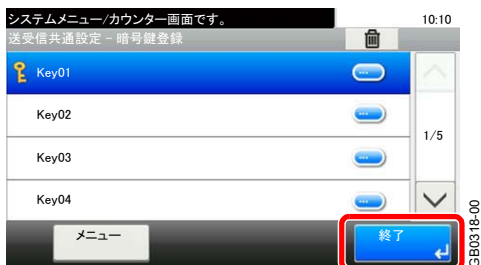 システムメニュー/カウンター画面です。
10:10
送受信共通設定 - 暗号鍵登録
Key01
Key02
Key03
Key04
1/5
メニュー
終了
GB0318-00